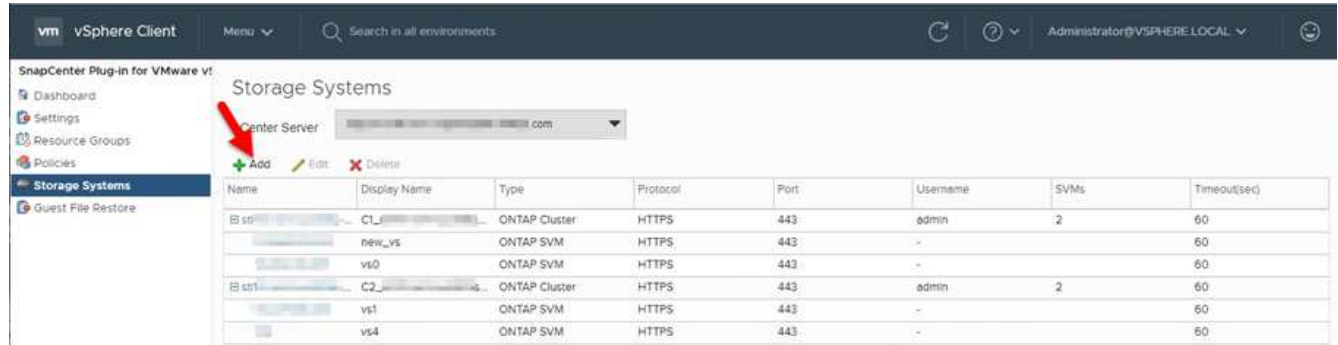 vm vSphere Client Menu Search in all environments Administrator@VSPHERE.LOCAL
SnapCenter Plug-in for VMware
Dashboard
Settings
Resource Groups
Policies
Storage Systems
Guest File Restore
Storage Systems
Center Server com
Add Edit Delete
Name Display Name Type Protocol Port Username SVMs Timeout(sec)
C1_ ONTAP Cluster HTTPS 443 admin 2 60
new_vs ONTAP SVM HTTPS 443 - 60
vs0 ONTAP SVM HTTPS 443 - 60
C2_ ONTAP Cluster HTTPS 443 admin 2 60
vs1 ONTAP SVM HTTPS 443 - 60
vs4 ONTAP SVM HTTPS 443 - 60